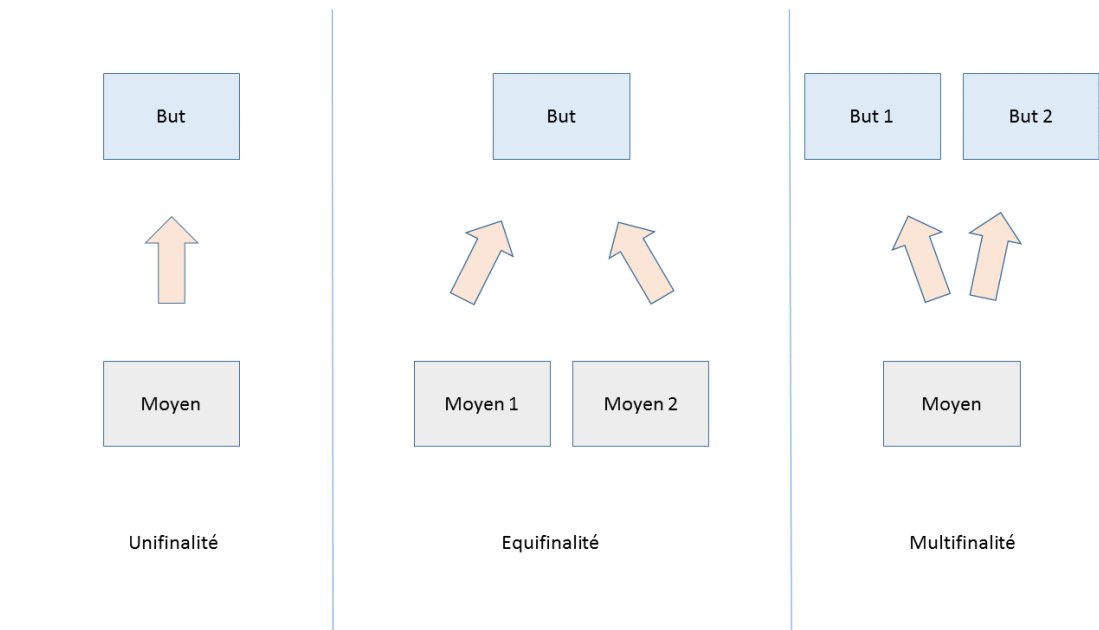 But
But
But 1
But 2
Moyen
Moyen 1
Moyen 2
Moyen
Unifinalité
Equifinalité
Multifinalité